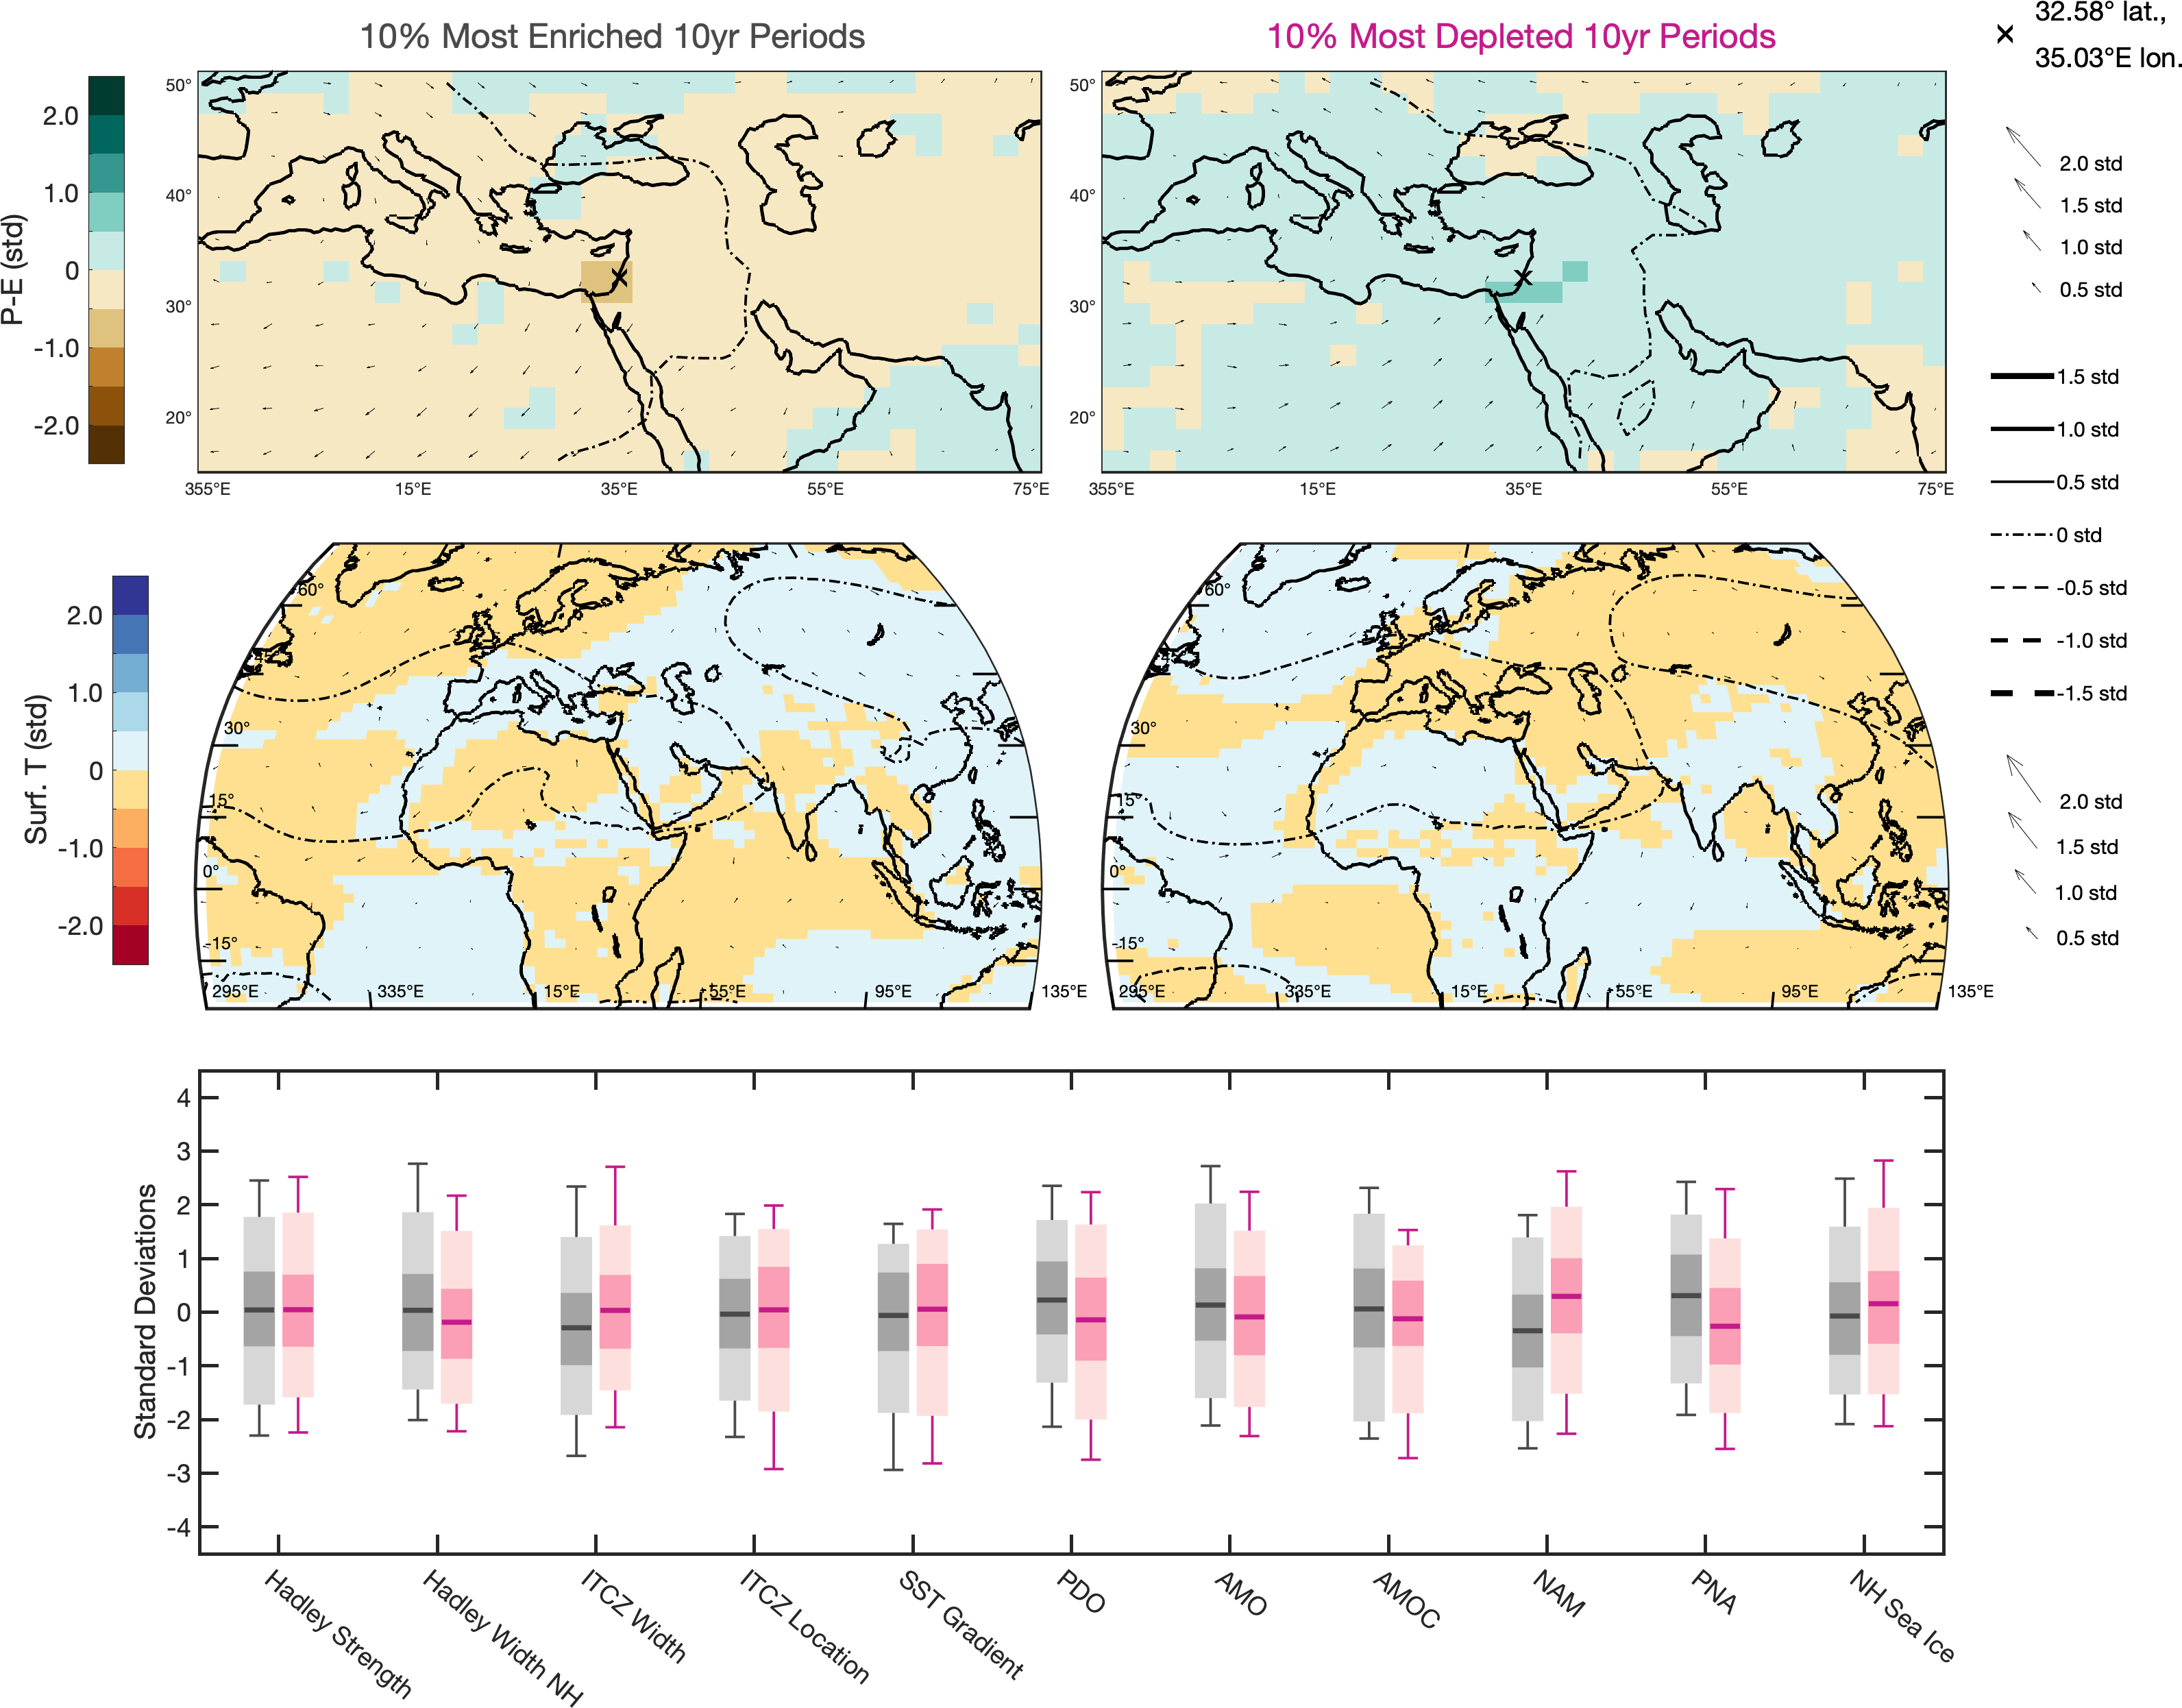 10% Most Enriched 10yr Periods
10% Most Depleted 10yr Periods
32.58° lat.,
35.03°E lon.
P-E (std)
2.0
1.0
0
-1.0
-2.0
50°
40°
30°
20°
355°E
15°E
35°E
55°E
75°E
50°
40°
30°
20°
355°E
15°E
35°E
55°E
75°E
2.0 std
1.5 std
1.0 std
0.5 std
1.5 std
1.0 std
0.5 std
0 std
-0.5 std
-1.0 std
-1.5 std
Surf. T (std)
2.0
1.0
0
-1.0
-2.0
60°
45°
30°
15°
0°
-15°
295°E
335°E
15°E
55°E
95°E
135°E
60°
45°
30°
15°
0°
-15°
295°E
335°E
15°E
55°E
95°E
135°E
2.0 std
1.5 std
1.0 std
0.5 std
Standard Deviations
4
3
2
1
0
-1
-2
-3
-4
Hadley Strength
Hadley Width NH
ITCZ Width
ITCZ Location
SST Gradient
PDO
AMO
AMOC
NAM
PNA
NH Sea Ice